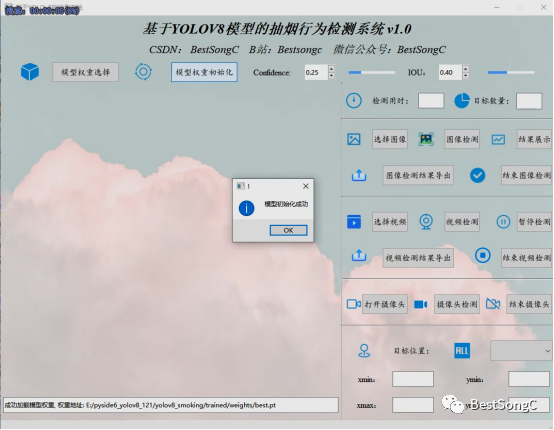 基于YOLOV8模型的抽烟行为检测系统 v1.0
CSDN： BestSongC B站：Bestsongc 微信公众号：BestSongC
模型权重选择 模型权重初始化 Confidence: 0.25 IOU： 0.40
检测用时： 目标数量：
选择图像 图像检测 结果展示
图像检测结果导出 结束图像检测
模型初始化成功
OK
选择视频 视频检测 暂停检测
视频检测结果导出 结束视频检测
打开摄像头 摄像头检测 结束摄像头
目标位置： ALL
xmin： ymin：
xmax：
BestSongC
成功加载模型权重, 权重地址: E:/pyside6_yolov8_121/yolov8_smoking/trained/weights/best.pt